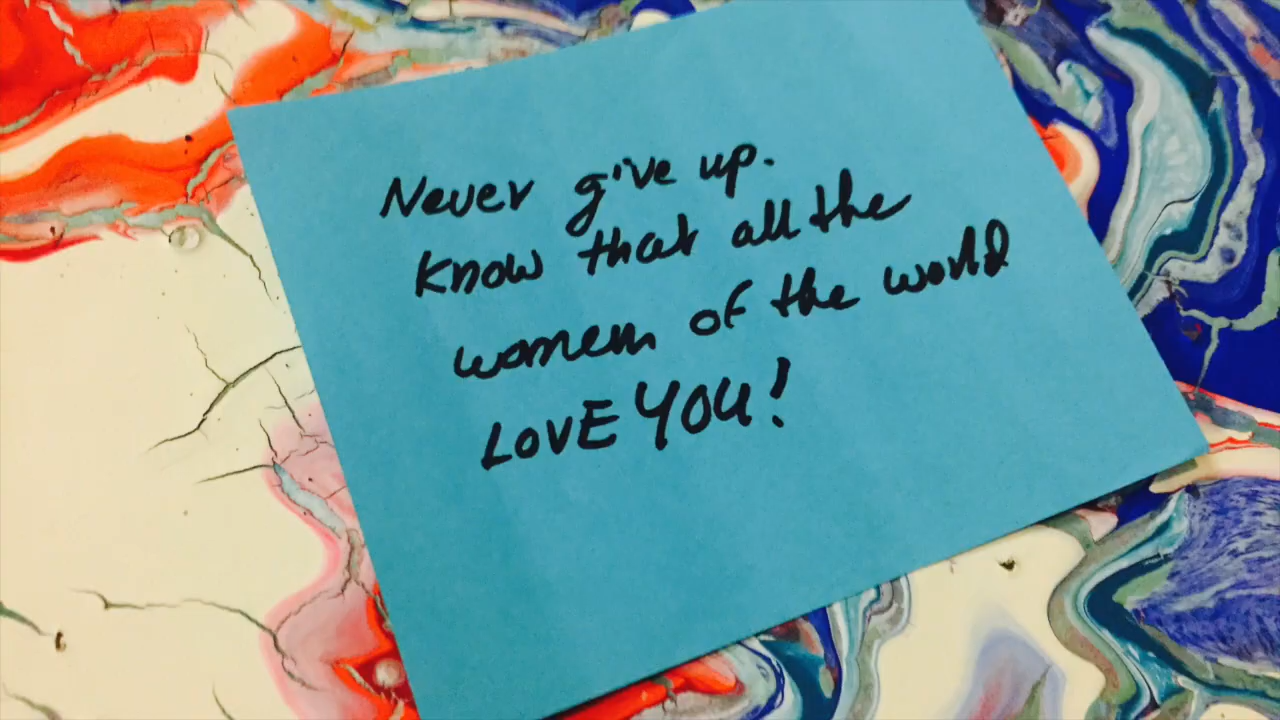 Never give up.
Know that all the
women of the world
LOVE YOU!